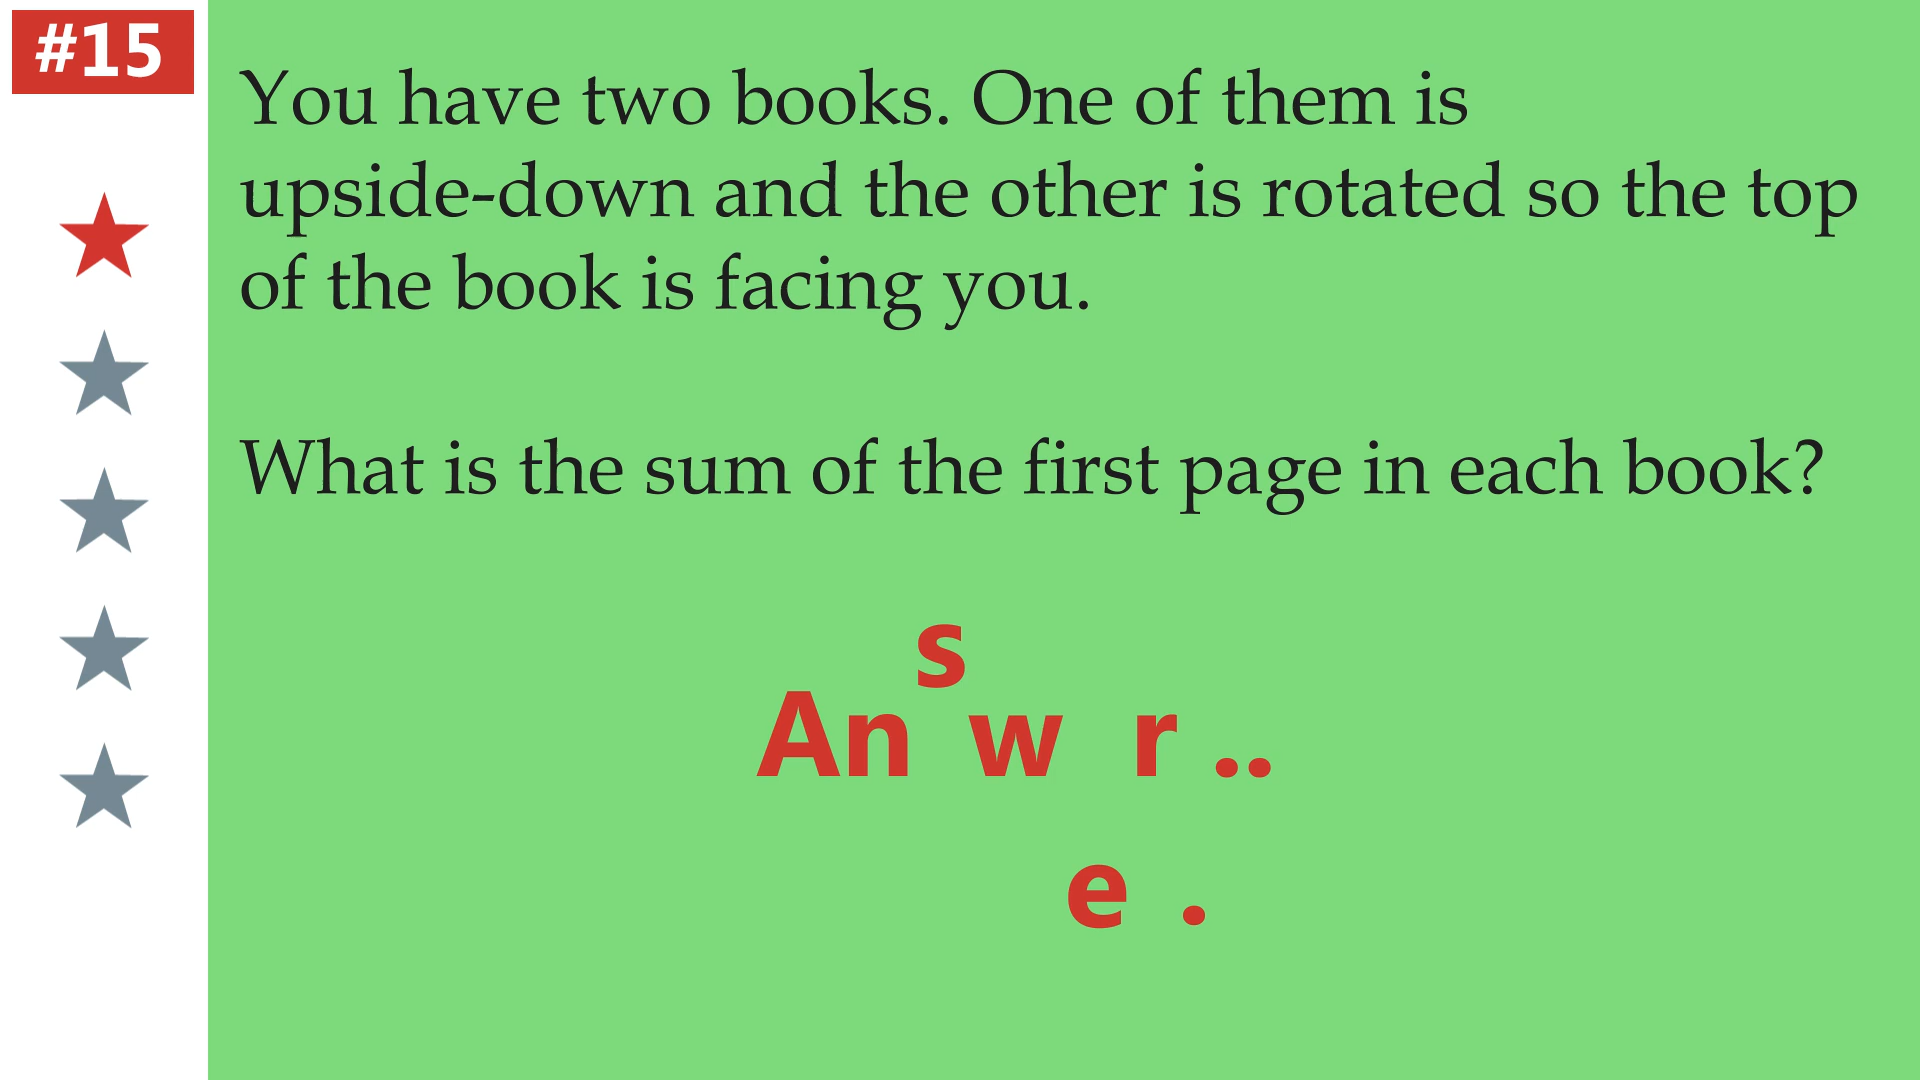 #15
You have two books. One of them is
upside-down and the other is rotated so the top
of the book is facing you.
What is the sum of the first page in each book?
Answer...